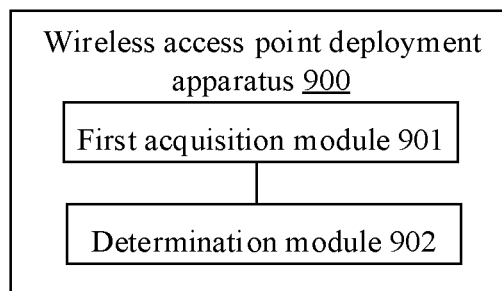 Wireless access point deployment
apparatus 900
First acquisition module 901
Determination module 902